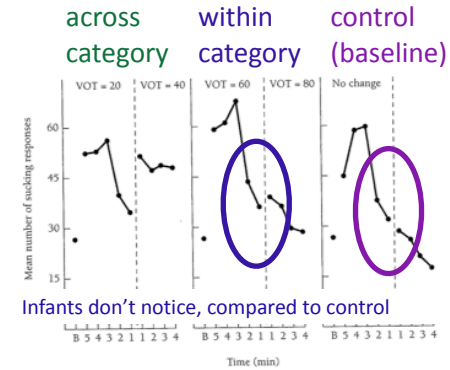 across within control
category category (baseline)
VOT = 20 VOT = 40 VOT = 60 VOT = 80 No change
Mean number of sucking responses
60
45
30
15
Infants don't notice, compared to control
B 5 4 3 2 1 1 2 3 4 B 5 4 3 2 1 1 2 3 4 B 5 4 3 2 1 1 2 3 4
Time (min)